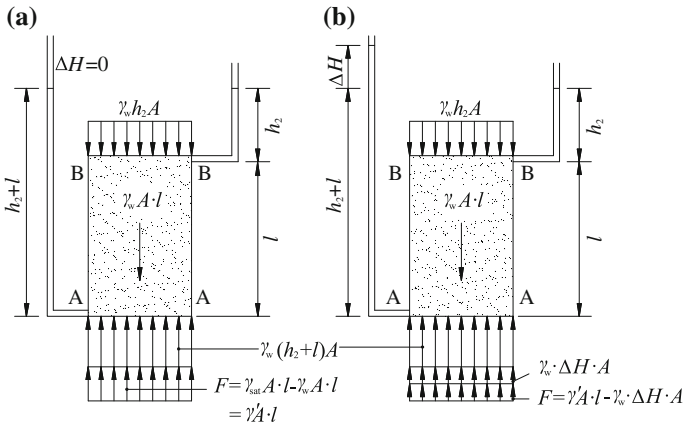 (a)
(b)
ΔH=0
ΔH
γwh₂A
γwh₂A
h₂
h₂
B
B
B
B
h₂+l
γwA·l
l
h₂+l
γwA·l
l
A
A
A
A
γw(h₂+l)A
γw·ΔH·A
F=γsatA·l-γwA·l
=γ'A·l
F=γ'A·l-γw·ΔH·A